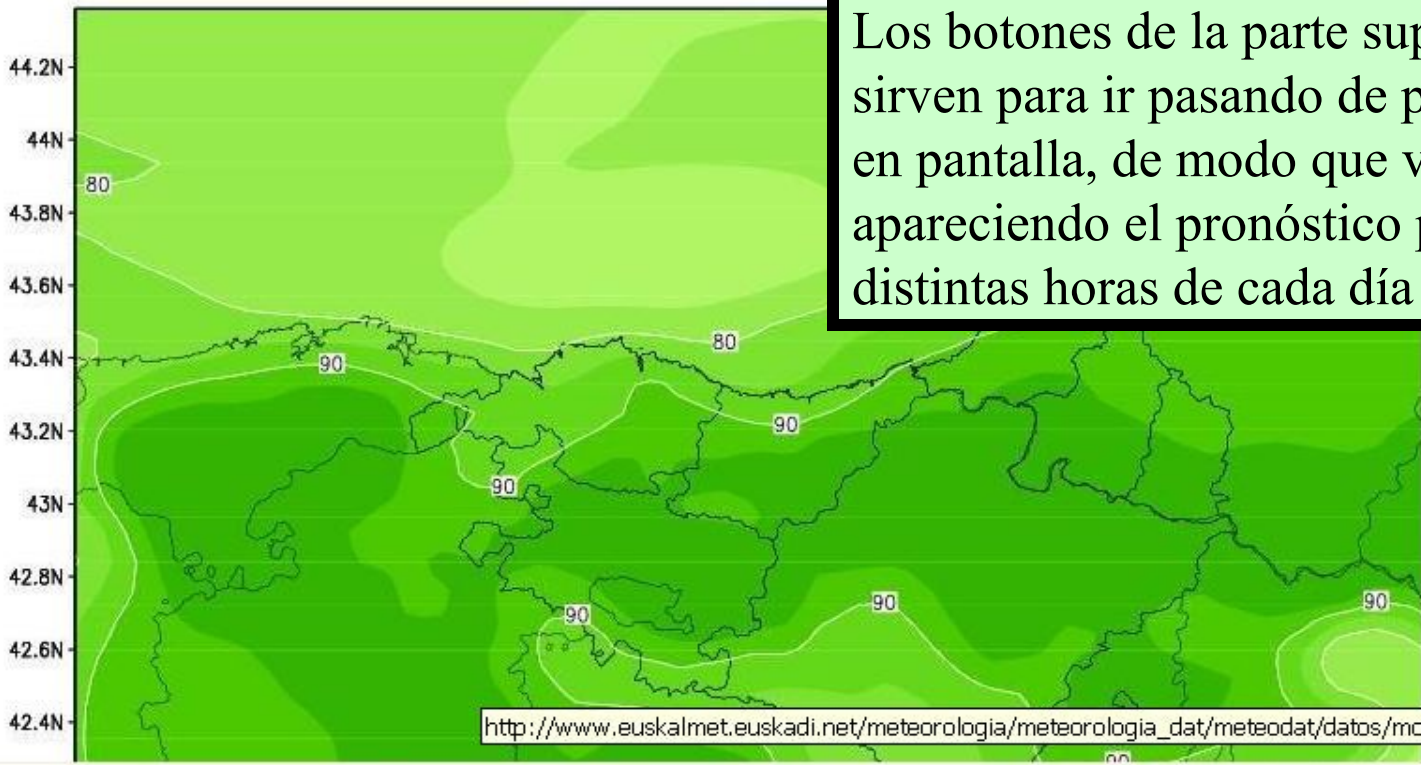 Los botones de la parte sup
sirven para ir pasando de p
en pantalla, de modo que v
apareciendo el pronóstico p
distintas horas de cada día
44.2N
44N
80
43.8N
43.6N
80
43.4N
90
43.2N
90
90
43N
42.8N
90
90
90
42.6N
42.4N
http://www.euskalmet.euskadi.net/meteorologia/meteorologia_dat/meteodat/datos/mo
90